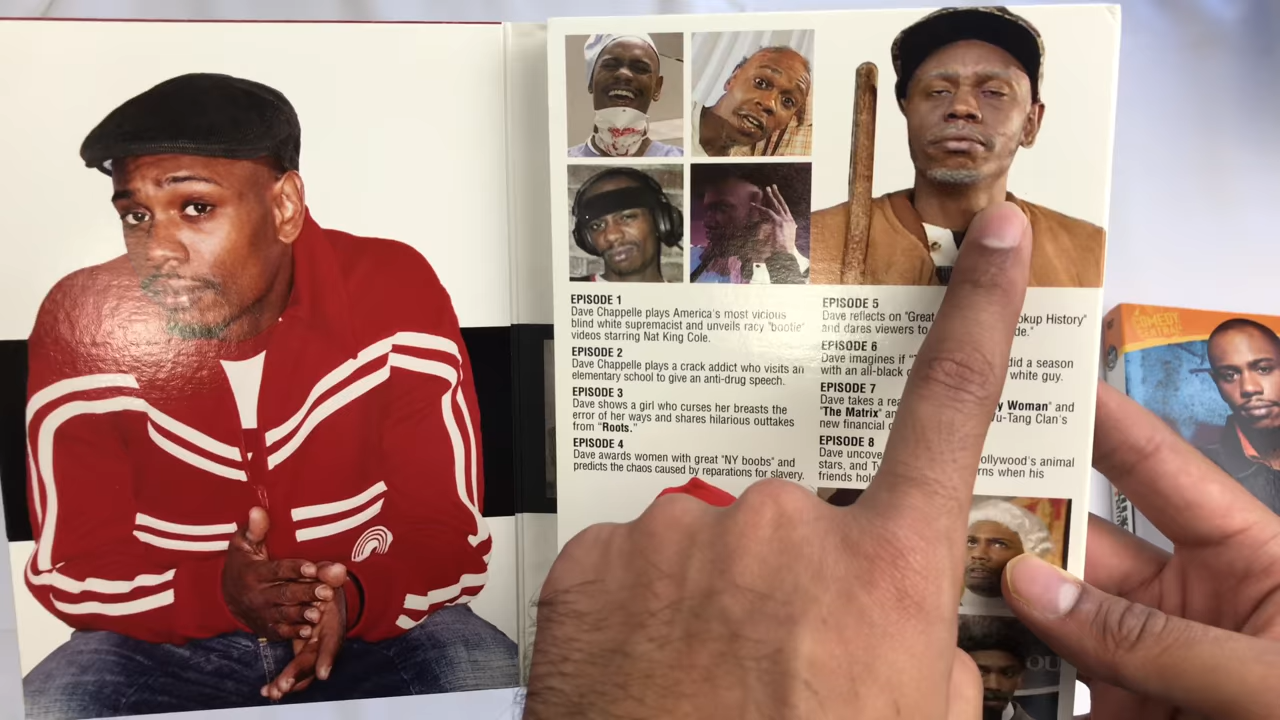 EPISODE 1
Dave Chappelle plays America's most vicious
blind white supremacist and unveils racy "bootie"
videos starring Nat King Cole.
EPISODE 2
Dave Chappelle plays a crack addict who visits an
elementary school to give an anti-drug speech.
EPISODE 3
Dave shows a girl who curses her breasts the
error of her ways and shares hilarious outtakes
from "Roots."
EPISODE 4
Dave awards women with great "NY boobs" and
predicts the chaos caused by reparations for slavery.
EPISODE 5
Dave reflects on "Great ookup History"
and dares viewers to de."
EPISODE 6
Dave imagines if "T did a season
with an all-black c white guy.
EPISODE 7
Dave takes a rea y Woman" and
"The Matrix" an u-Tang Clan's
new financial
EPISODE 8
Dave uncove ollywood's animal
stars, and Ty rns when his
friends hol
COMEDY
CENTRAL
OU